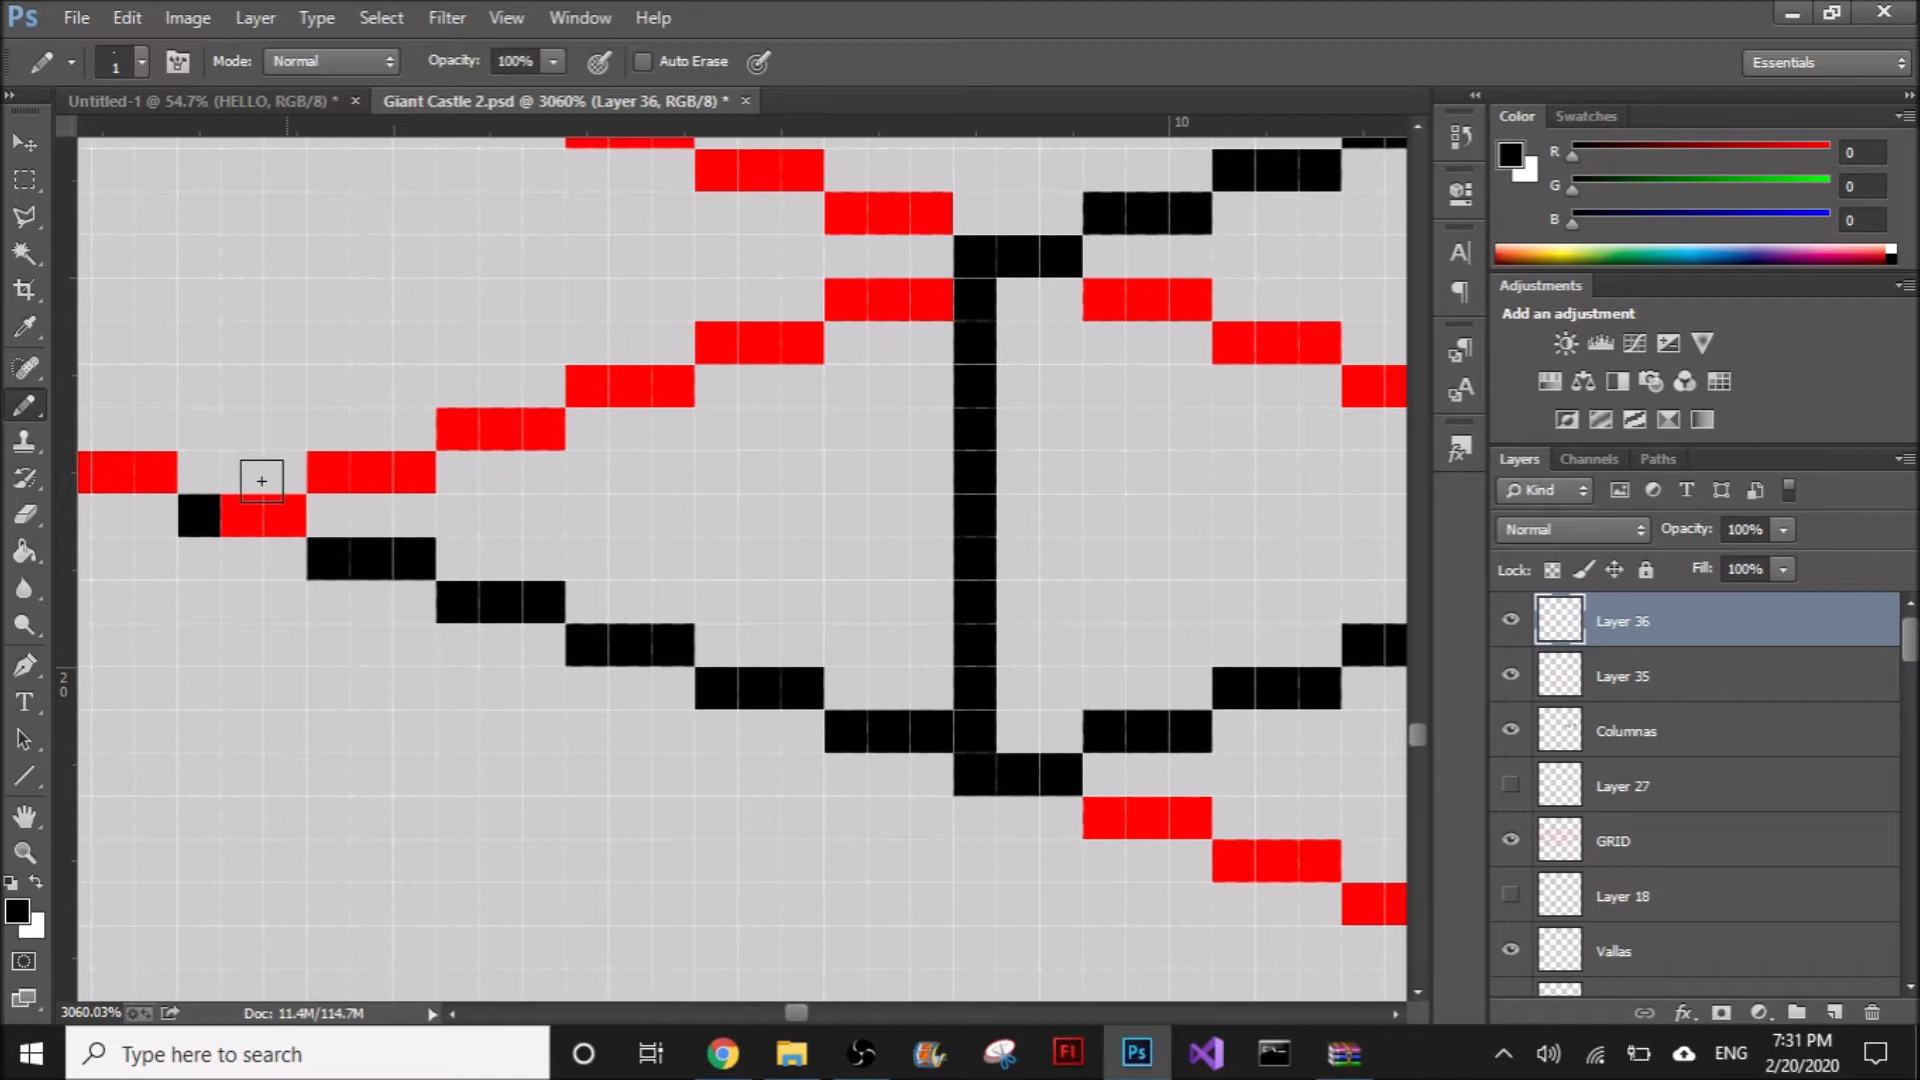 Ps File Edit Image Layer Type Select Filter View Window Help
1 Mode: Normal Opacity: 100% Auto Erase Essentials
Untitled-1 @ 54.7% (HELLO, RGB/8) * × Giant Castle 2.psd @ 3060% (Layer 36, RGB/8) * ×
10
20
Color Swatches
R 0
G 0
B 0
Adjustments
Add an adjustment
Layers Channels Paths
Kind
Normal Opacity: 100%
Lock: Fill: 100%
Layer 36
Layer 35
Columnas
Layer 27
GRID
Layer 18
Vallas
3060.03% Doc: 11.4M/114.7M
Type here to search
Fl Ps ENG 7:31 PM
2/20/2020